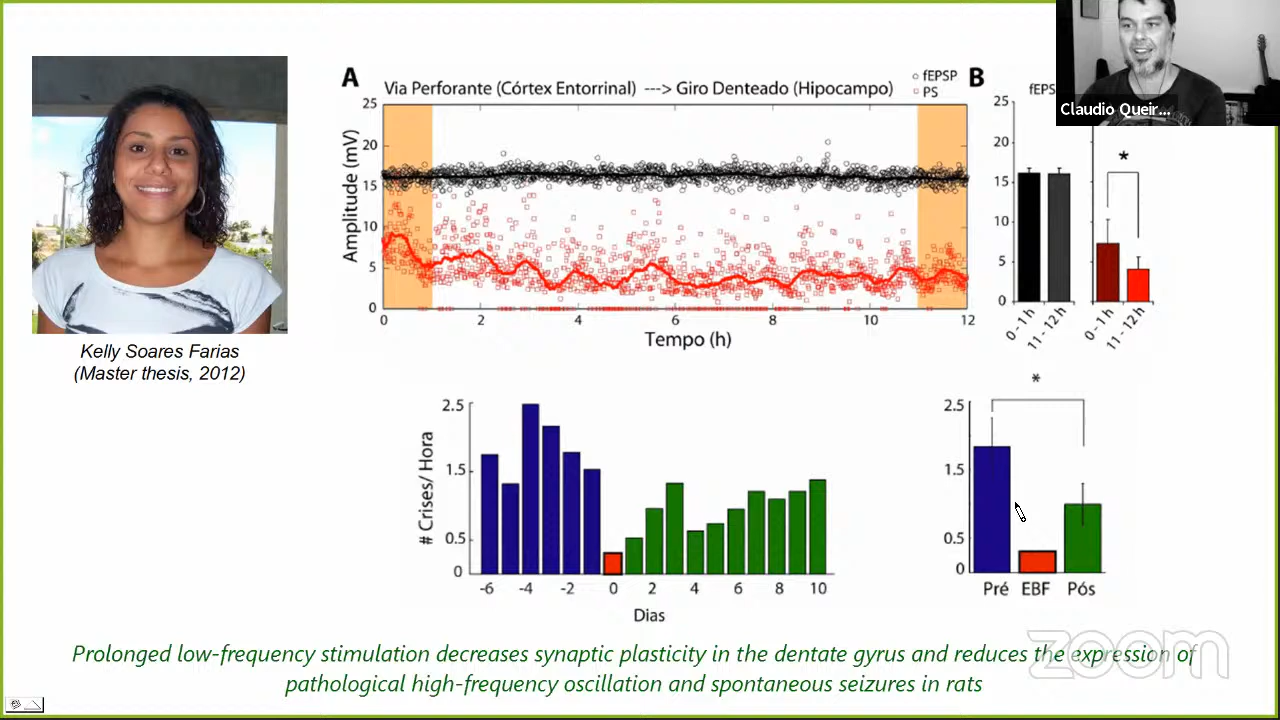 Claudio Queir...
Kelly Soares Farias
(Master thesis, 2012)
A
Via Perforante (Córtex Entorrinal) ---> Giro Denteado (Hipocampo)
fEPSP
PS
Amplitude (mV)
25
20
15
10
5
0
0 2 4 6 8 10 12
Tempo (h)
B
fEPS
25
20
15
10
5
0
*
0 - 1 h
11 - 12 h
0 - 1 h
11 - 12 h
# Crises/ Hora
2.5
1.5
0.5
0
-6 -4 -2 0 2 4 6 8 10
Dias
*
2.5
1.5
0.5
0
Pré EBF Pós
Prolonged low-frequency stimulation decreases synaptic plasticity in the dentate gyrus and reduces the expression of
pathological high-frequency oscillation and spontaneous seizures in rats
zoom